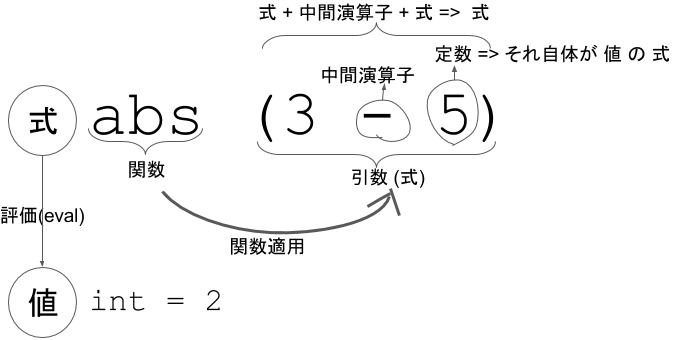 式 + 中間演算子 + 式 => 式
定数 => それ自体が 値 の 式
中間演算子
式 abs (3 - 5)
関数
引数 (式)
評価(eval)
関数適用
値 int = 2